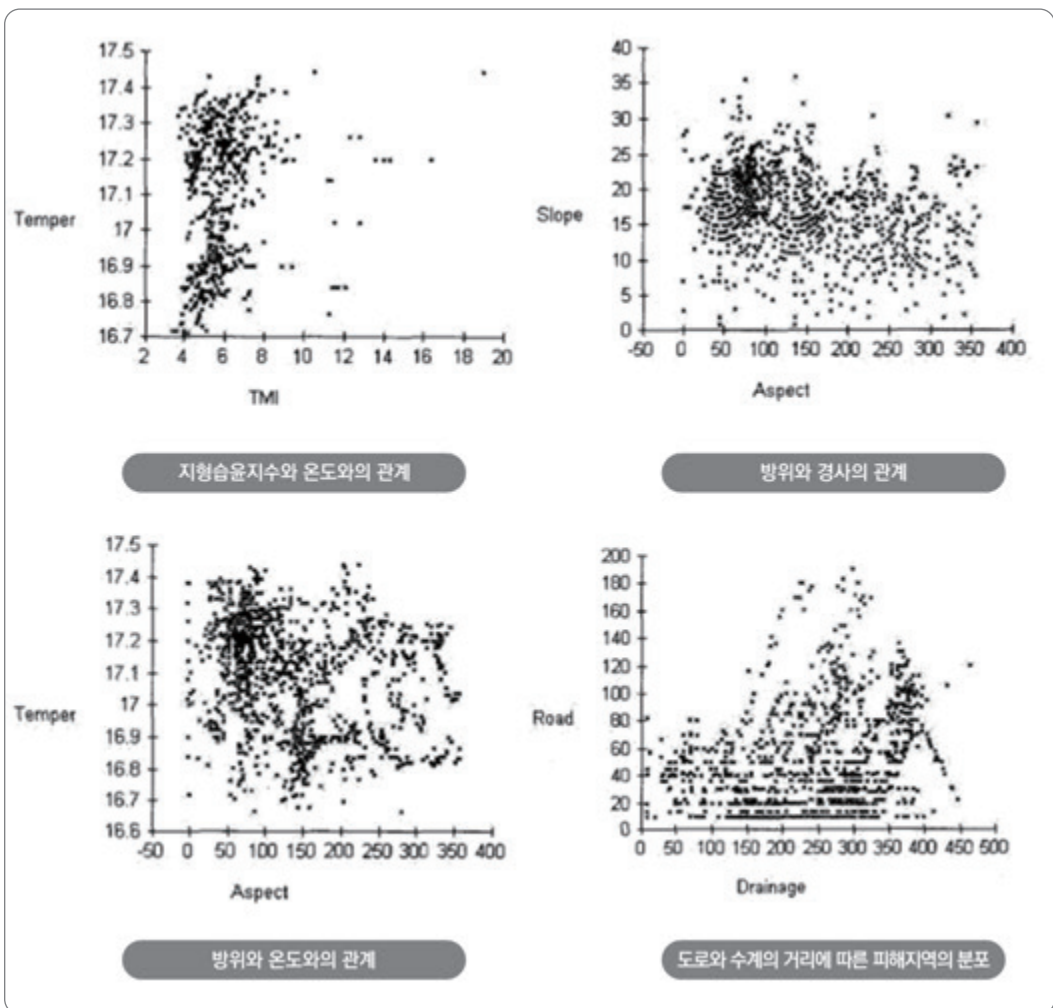 17.5
17.4
17.3
17.2
17.1
17
16.9
16.8
16.7
Temper
2 4 6 8 10 12 14 16 18 20
TMI
지형습윤지수와 온도와의 관계
40
35
30
25
20
15
10
5
0
Slope
-50 0 50 100 150 200 250 300 350 400
Aspect
방위와 경사의 관계
17.5
17.4
17.3
17.2
17.1
17
16.9
16.8
16.7
16.6
Temper
-50 0 50 100 150 200 250 300 350 400
Aspect
방위와 온도와의 관계
200
180
160
140
120
100
80
60
40
20
0
Road
0 50 100 150 200 250 300 350 400 450 500
Drainage
도로와 수계의 거리에 따른 피해지역의 분포